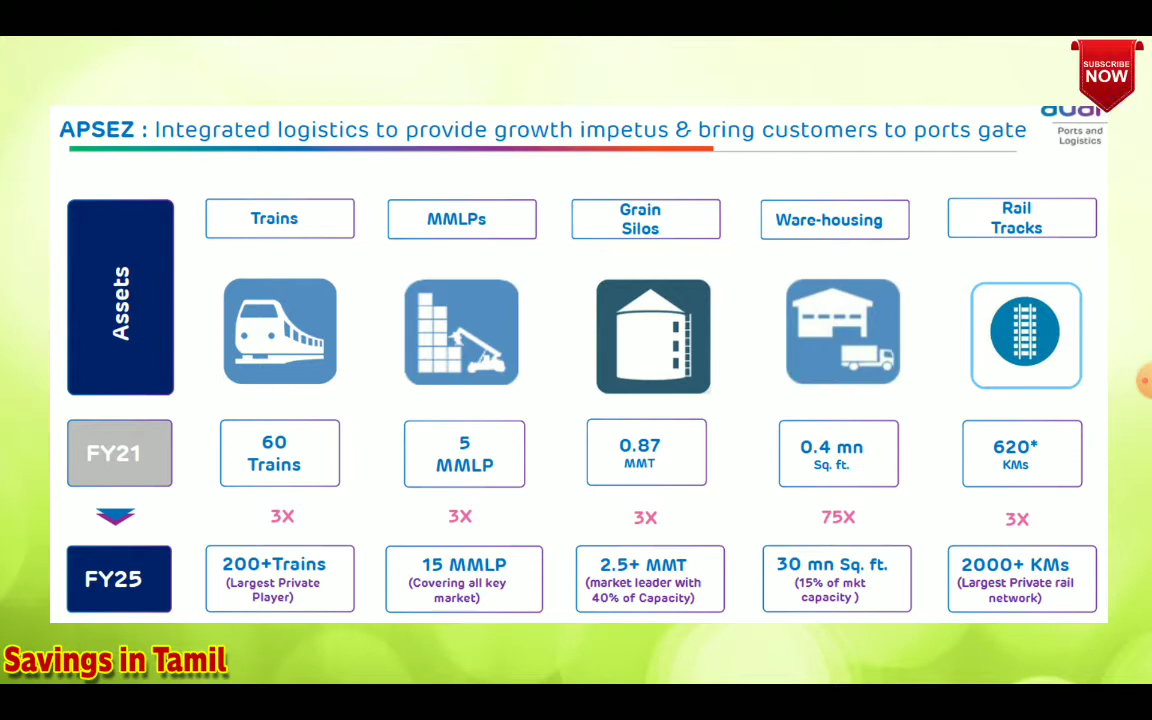 SUBSCRIBE
NOW
APSEZ : Integrated logistics to provide growth impetus & bring customers to ports gate
Ports and
Logistics
Assets
Trains
MMLPs
Grain
Silos
Ware-housing
Rail
Tracks
FY21
60
Trains
5
MMLP
0.87
MMT
0.4 mn
Sq. ft.
620*
KMs
3X
3X
3X
75X
3X
FY25
200+Trains
(Largest Private
Player)
15 MMLP
(Covering all key
market)
2.5+ MMT
(market leader with
40% of Capacity)
30 mn Sq. ft.
(15% of mkt
capacity )
2000+ KMs
(Largest Private rail
network)
Savings in Tamil